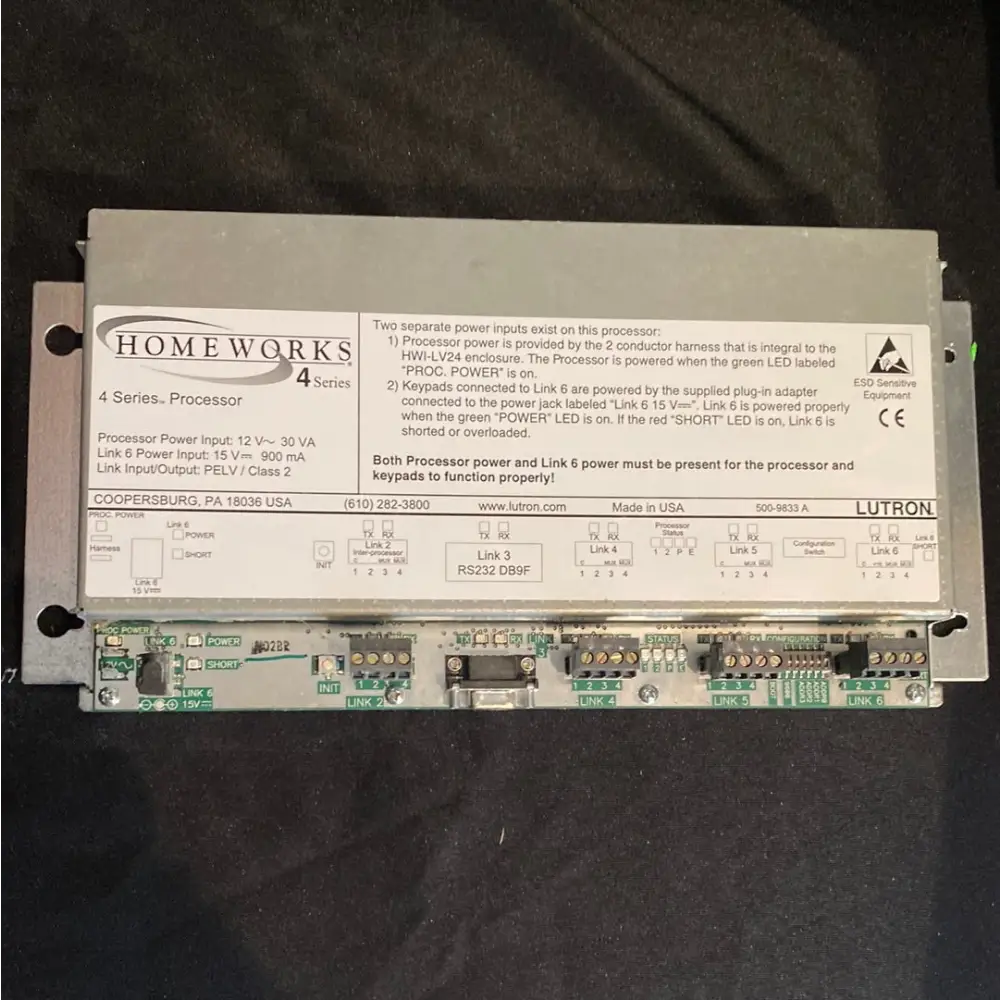 HOMEWORKS
4 Series
4 Series™ Processor
Processor Power Input: 12 V~ 30 VA
Link 6 Power Input: 15 V⎓ 900 mA
Link Input/Output: PELV / Class 2
Two separate power inputs exist on this processor:
1) Processor power is provided by the 2 conductor harness that is integral to the
HWI-LV24 enclosure. The Processor is powered when the green LED labeled
"PROC. POWER" is on.
2) Keypads connected to Link 6 are powered by the supplied plug-in adapter
connected to the power jack labeled "Link 6 15 V⎓". Link 6 is powered properly
when the green "POWER" LED is on. If the red "SHORT" LED is on, Link 6 is
shorted or overloaded.
Both Processor power and Link 6 power must be present for the processor and
keypads to function properly!
ESD Sensitive
Equipment
CE
COOPERSBURG, PA 18036 USA (610) 282-3800 www.lutron.com Made in USA 500-9833 A LUTRON
PROC. POWER
Harness
Link 6
15 V⎓
Link 6
POWER
SHORT
INIT
TX RX
Link 2
Inter-processor
C MUX MUX
1 2 3 4
TX RX
Link 3
RS232 DB9F
TX RX
Link 4
C MUX MUX
1 2 3 4
Processor
Status
1 2 P E
TX RX
Link 5
C MUX MUX
1 2 3 4
Configuration
Switch
TX RX
Link 6
MUX MUX
1 2 3 4
Link 6
SHORT
PROC POWER
LINK 6
POWER
SHORT
LINK 6
15V⎓
INIT
1 2 4
LINK 2
TX RX
LINK
3
1 2 3 4
LINK 4
STATUS
RX
1 2 3 4
LINK 5
CONFIGURATION
1 2 3 4
LINK 6